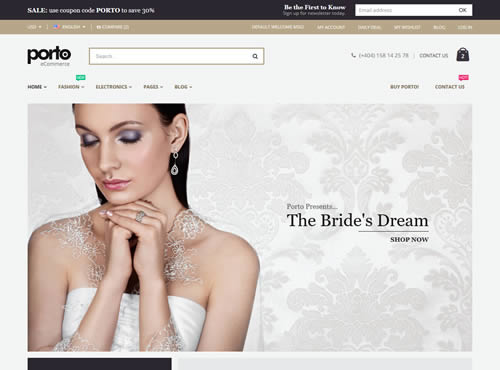 SALE: use coupon code PORTO to save 30%
Be the First to Know
Sign up for newsletter today.
Email address
OK
USD
ENGLISH
COMPARE (2)
DEFAULT WELCOME MSG!
MY ACCOUNT
DAILY DEAL
MY WISHLIST
BLOG
LOG IN
porto
eCommerce
Search...
(+404) 158 14 25 78
CONTACT US
2
HOME
FASHION
NEW
ELECTRONICS
PAGES
BLOG
BUY PORTO!
CONTACT US
HOT!
Porto Presents...
The Bride's Dream
SHOP NOW